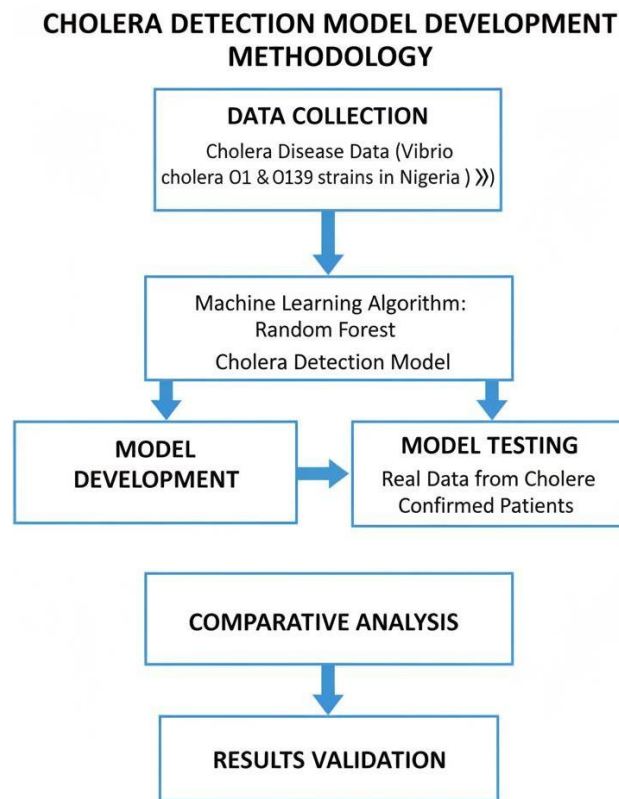 CHOLERA DETECTION MODEL DEVELOPMENT
METHODOLOGY
DATA COLLECTION
Cholera Disease Data (Vibrio
cholera O1 & O139 strains in Nigeria ) »)
Machine Learning Algorithm:
Random Forest
Cholera Detection Model
MODEL
DEVELOPMENT
MODEL TESTING
Real Data from Cholere
Confirmed Patients
COMPARATIVE ANALYSIS
RESULTS VALIDATION